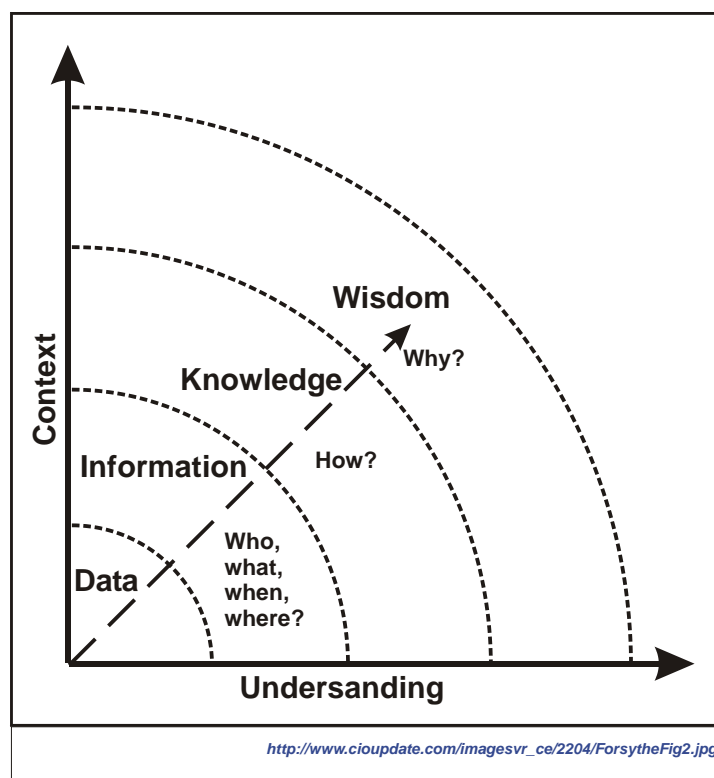 Wisdom
Why?
Knowledge
How?
Context
Information
Who,
what,
when,
where?
Data
Undersanding
http://www.cioupdate.com/imagesvr_ce/2204/ForsytheFig2.jpg